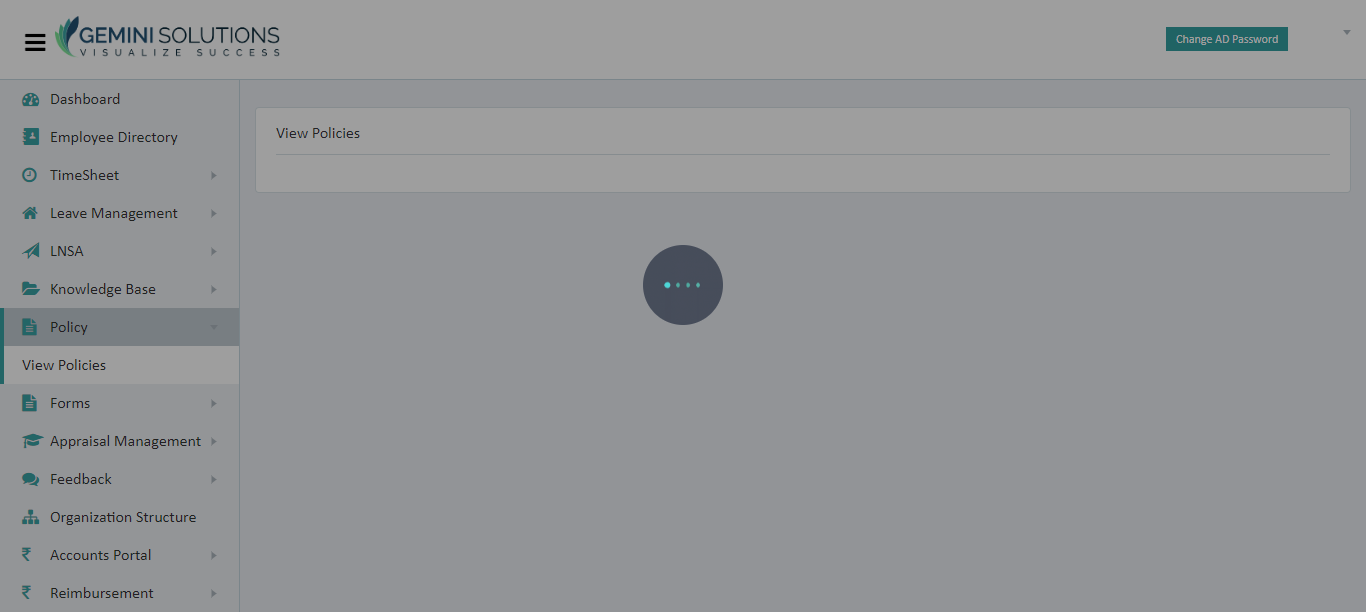 GEMINI SOLUTIONS
VISUALIZE SUCCESS
Change AD Password
Dashboard
Employee Directory
TimeSheet
Leave Management
LNSA
Knowledge Base
Policy
View Policies
Forms
Appraisal Management
Feedback
Organization Structure
Accounts Portal
Reimbursement
View Policies